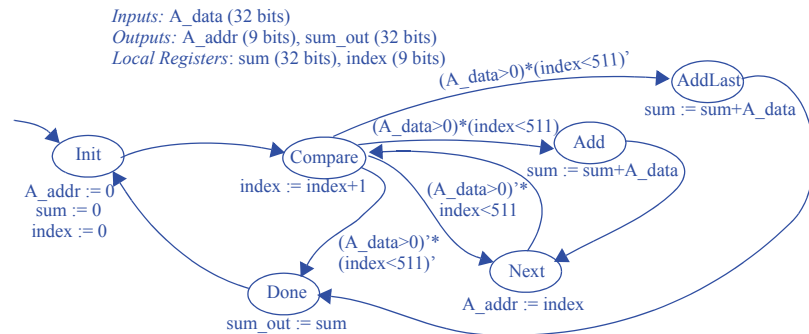 Inputs: A_data (32 bits)
Outputs: A_addr (9 bits), sum_out (32 bits)
Local Registers: sum (32 bits), index (9 bits)
(A_data>0)*(index<511)’
AddLast
sum := sum+A_data
(A_data>0)*(index<511)
Init
Compare
Add
A_addr := 0
sum := 0
index := 0
index := index+1
sum := sum+A_data
(A_data>0)’*
index<511
(A_data>0)’*
(index<511)’
Next
A_addr := index
Done
sum_out := sum